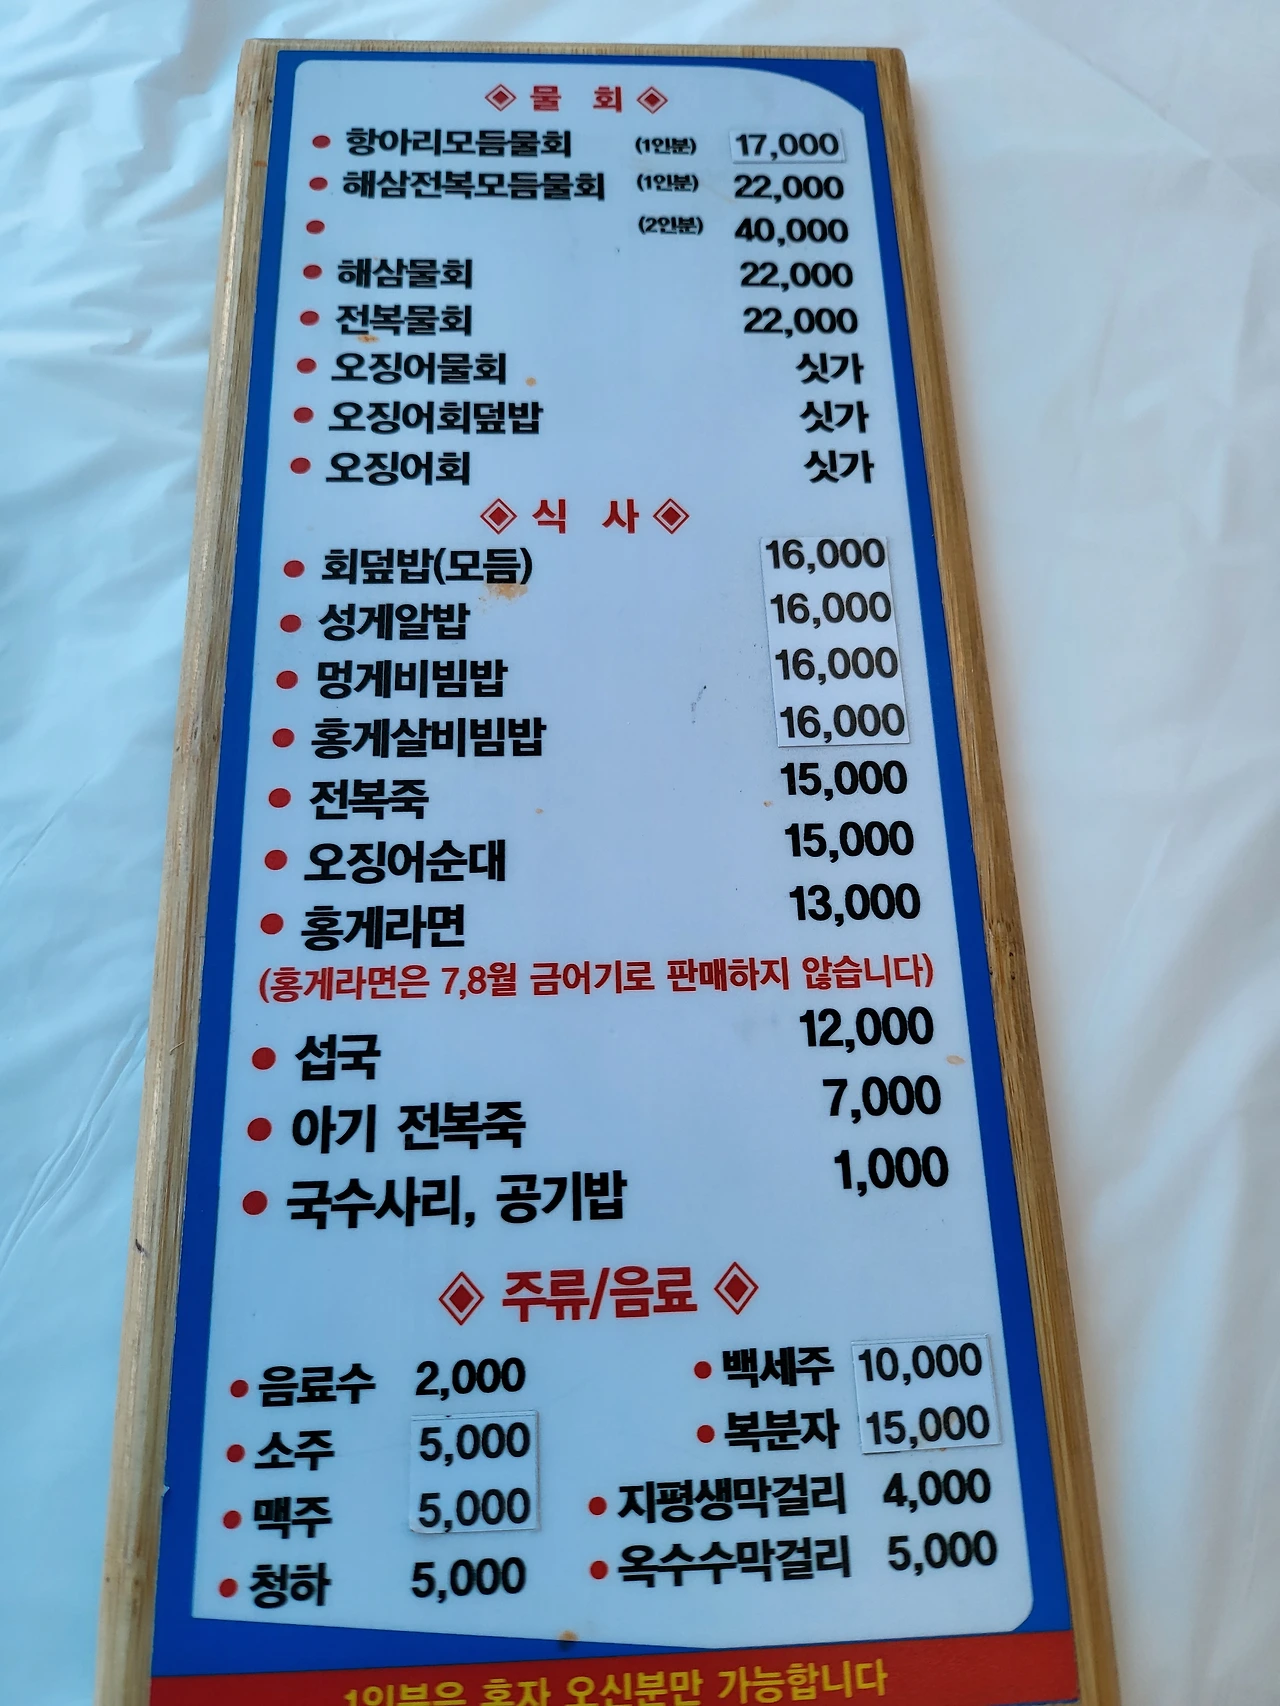 ◈ 물 회 ◈
• 항아리모듬물회 (1인분) 17,000
• 해삼전복모듬물회 (1인분) 22,000
• (2인분) 40,000
• 해삼물회 22,000
• 전복물회 22,000
• 오징어물회 싯가
• 오징어회덮밥 싯가
• 오징어회 싯가
◈ 식 사 ◈
• 회덮밥(모듬) 16,000
• 성게알밥 16,000
• 멍게비빔밥 16,000
• 홍게살비빔밥 16,000
• 전복죽 15,000
• 오징어순대 15,000
• 홍게라면 13,000
(홍게라면은 7,8월 금어기로 판매하지 않습니다)
• 섭국 12,000
• 아기 전복죽 7,000
• 국수사리, 공기밥 1,000
◈ 주류/음료 ◈
• 음료수 2,000
• 소주 5,000
• 맥주 5,000
• 청하 5,000
• 백세주 10,000
• 복분자 15,000
• 지평생막걸리 4,000
• 옥수수막걸리 5,000
1인분은 혼자 오신분만 가능합니다